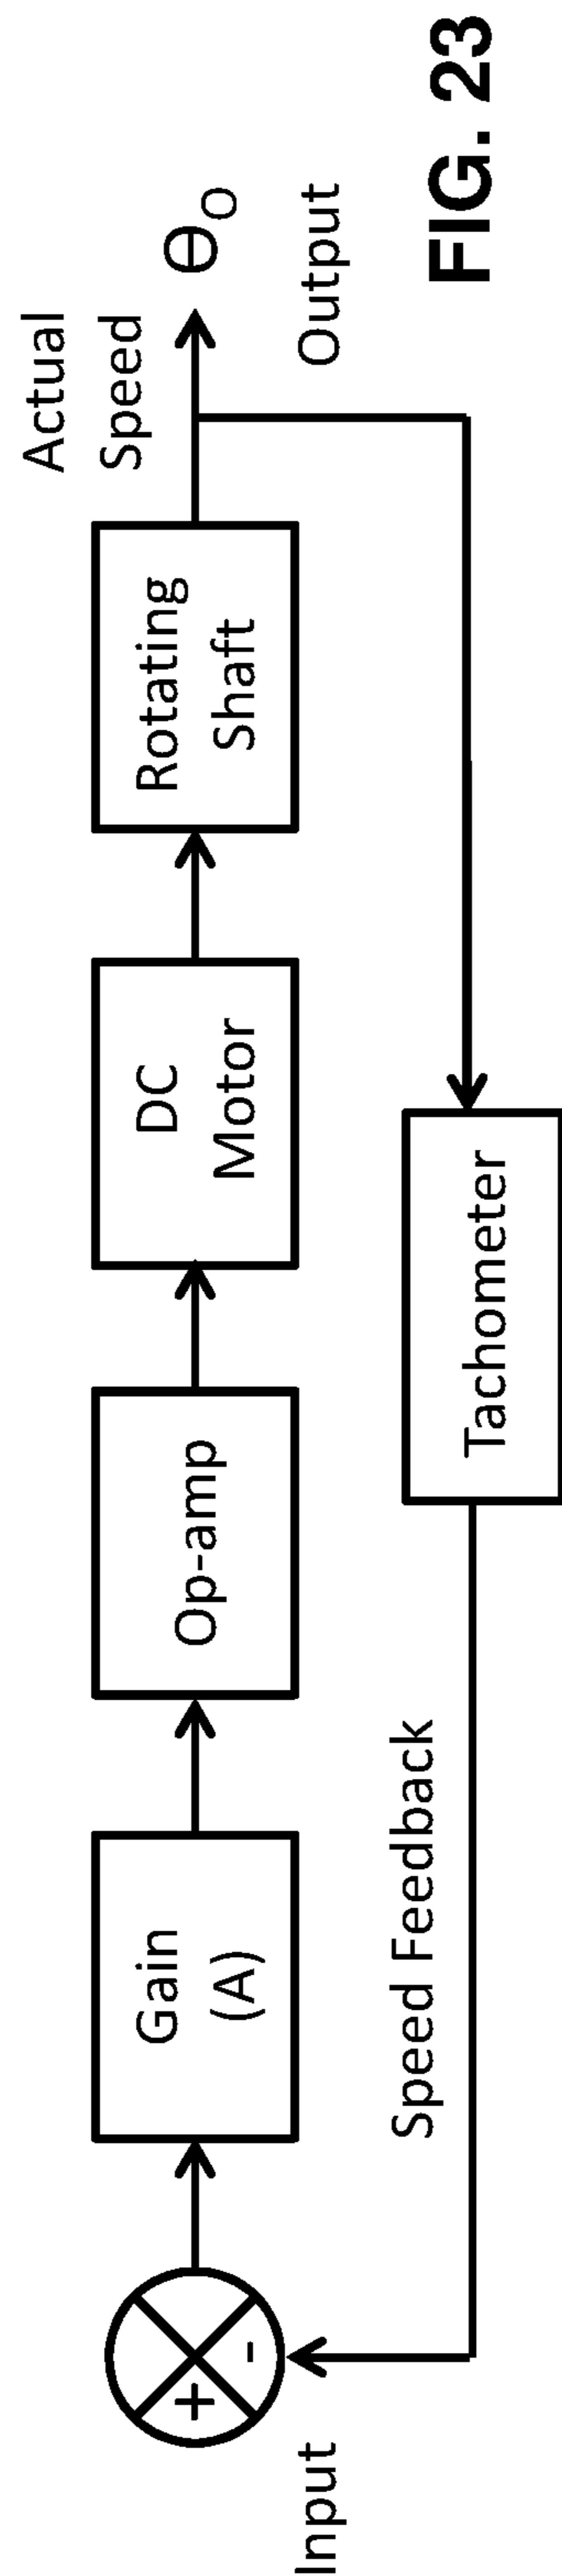 Input
+
-
Gain
(A)
Op-amp
DC
Motor
Rotating
Shaft
Actual
Speed
Θo
Output
Speed Feedback
Tachometer
FIG. 23